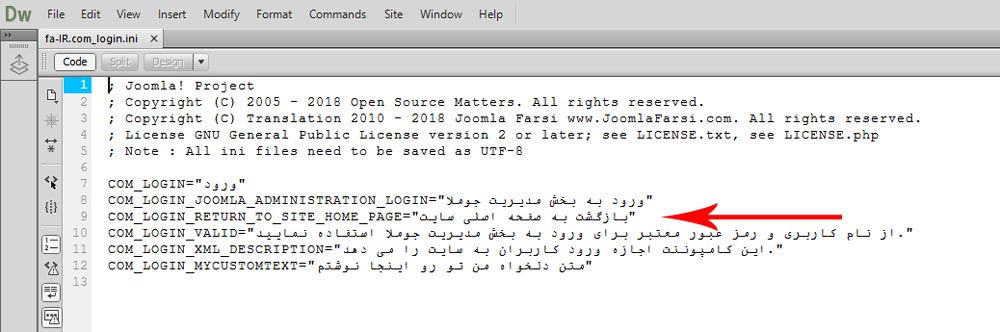 Dw File Edit View Insert Modify Format Commands Site Window Help
fa-IR.com_login.ini
Code Split Design
1 ; Joomla! Project
2 ; Copyright (C) 2005 - 2018 Open Source Matters. All rights reserved.
3 ; Copyright (C) Translation 2010 - 2018 Joomla Farsi www.JoomlaFarsi.com. All rights reserved.
4 ; License GNU General Public License version 2 or later; see LICENSE.txt, see LICENSE.php
5 ; Note : All ini files need to be saved as UTF-8
6
7 COM_LOGIN="ورود"
8 COM_LOGIN_JOOMLA_ADMINISTRATION_LOGIN="ورود به بخش مدیریت جوملا"
9 COM_LOGIN_RETURN_TO_SITE_HOME_PAGE="بازگشت به صفحه اصلی سایت"
10 COM_LOGIN_VALID="از نام کاربری و رمز عبور معتبر برای ورود به بخش مدیریت جوملا استفاده نمایید."
11 COM_LOGIN_XML_DESCRIPTION="این کامپوننت اجازه ورود کاربران به سایت را می دهد."
12 COM_LOGIN_MYCUSTOMTEXT="متن دلخواه من تو رو اینجا نوشتم"
13